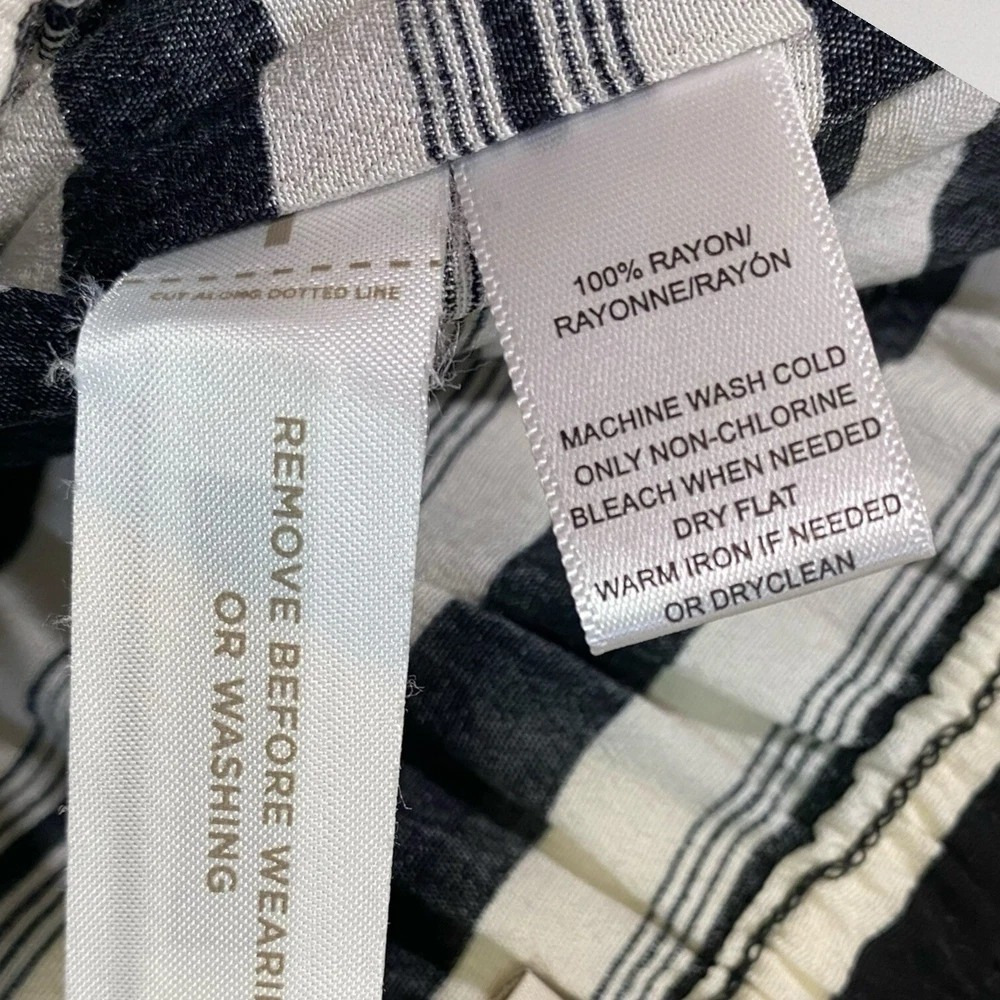 CUT ALONG DOTTED LINE
REMOVE BEFORE WEARI
OR WASHING
100% RAYON/
RAYONNE/RAYÓN
MACHINE WASH COLD
ONLY NON-CHLORINE
BLEACH WHEN NEEDED
DRY FLAT
WARM IRON IF NEEDED
OR DRYCLEAN